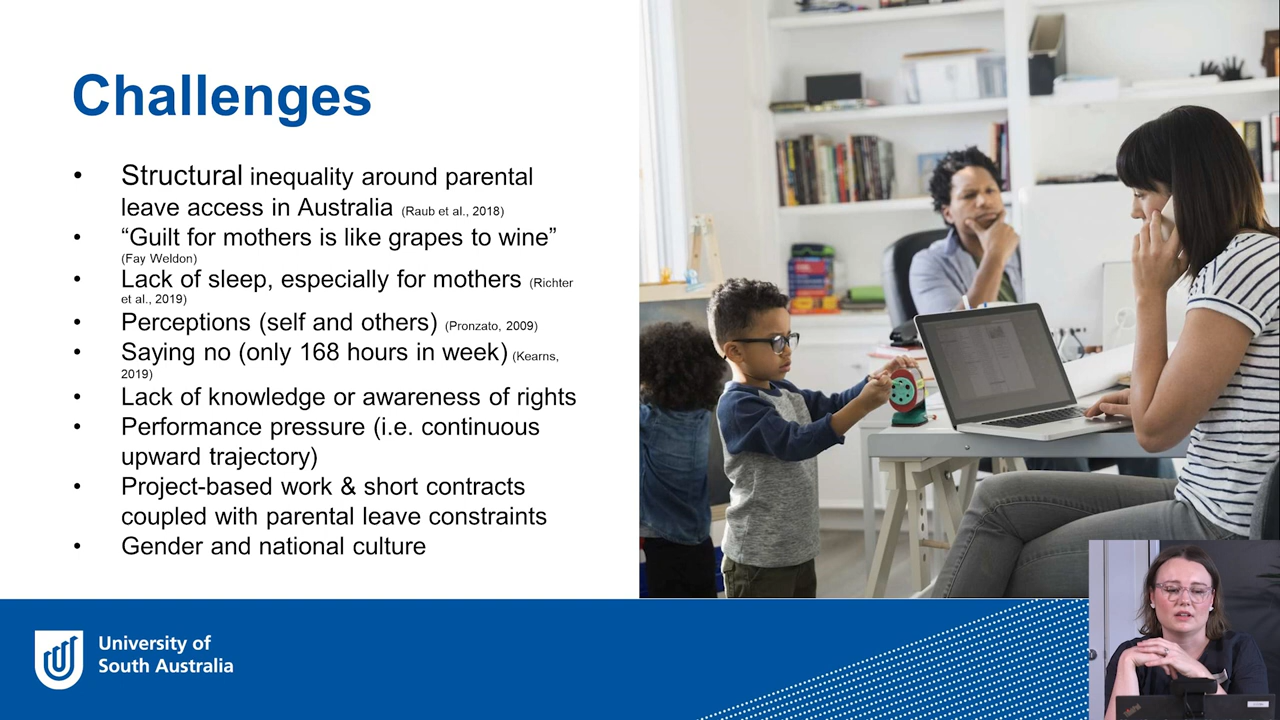 Challenges
• Structural inequality around parental
leave access in Australia (Raub et al., 2018)
• “Guilt for mothers is like grapes to wine”
(Fay Weldon)
• Lack of sleep, especially for mothers (Richter
et al., 2019)
• Perceptions (self and others) (Pronzato, 2009)
• Saying no (only 168 hours in week) (Kearns,
2019)
• Lack of knowledge or awareness of rights
• Performance pressure (i.e. continuous
upward trajectory)
• Project-based work & short contracts
coupled with parental leave constraints
• Gender and national culture
University of
South Australia